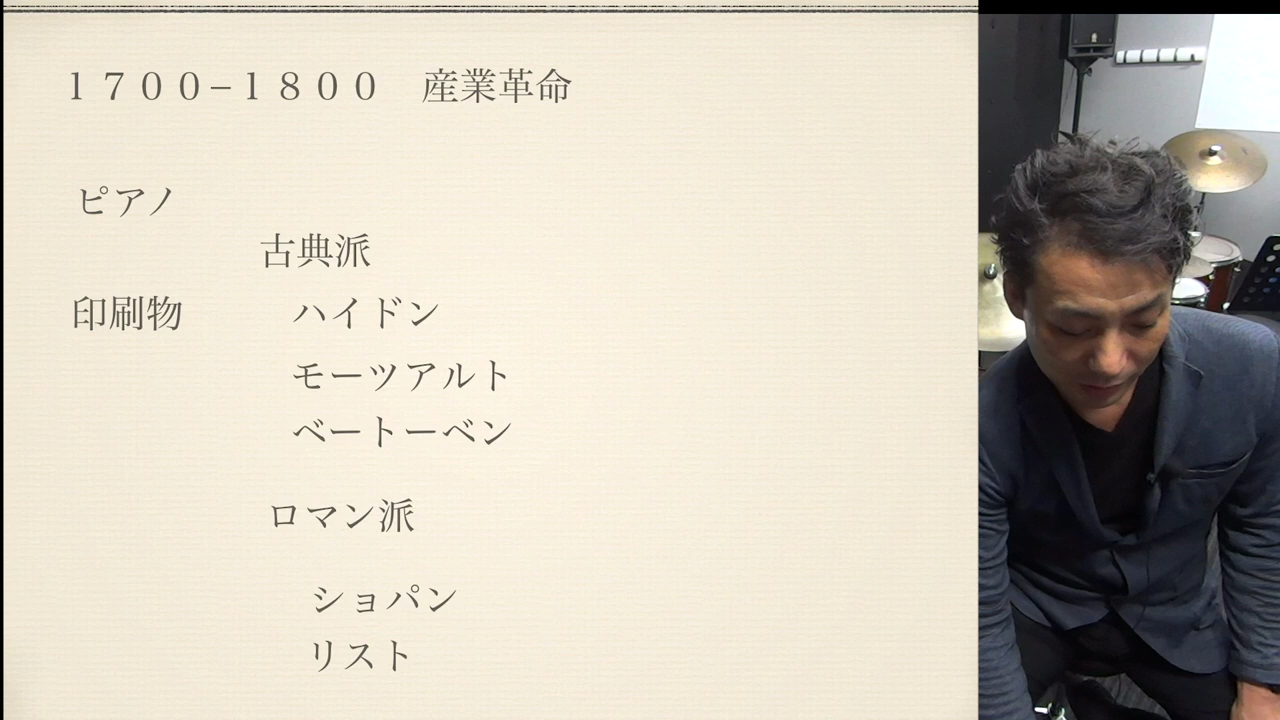 １７００−１８００　産業革命
ピアノ
古典派
印刷物　ハイドン
モーツアルト
ベートーベン
ロマン派
ショパン
リスト